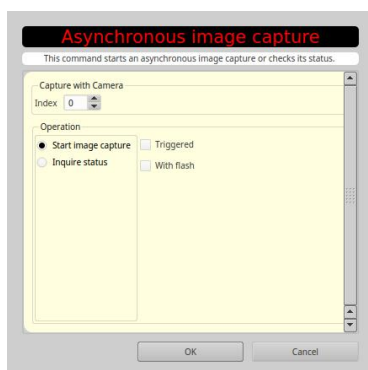 Asynchronous image capture
This command starts an asynchronous image capture or checks its status.
Capture with Camera
Index 0
Operation
Start image capture Triggered
Inquire status With flash
OK Cancel